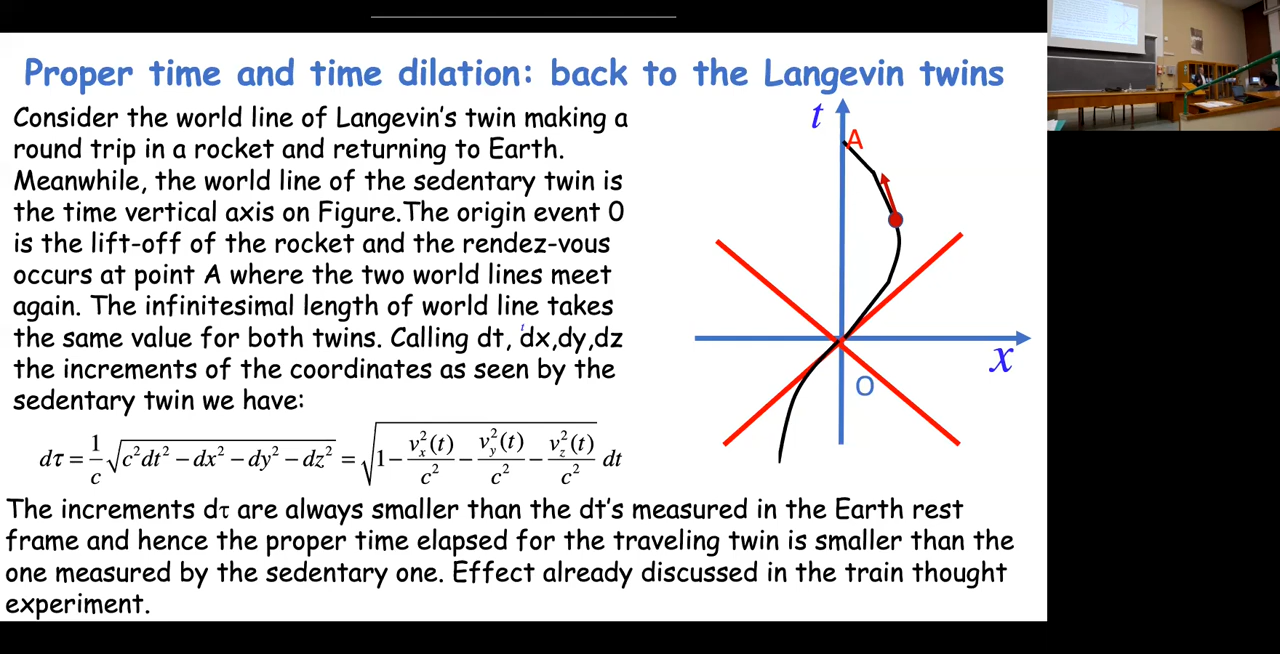 Proper time and time dilation: back to the Langevin twins
Consider the world line of Langevin's twin making a
round trip in a rocket and returning to Earth.
Meanwhile, the world line of the sedentary twin is
the time vertical axis on Figure.The origin event O
is the lift-off of the rocket and the rendez-vous
occurs at point A where the two world lines meet
again. The infinitesimal length of world line takes
the same value for both twins. Calling dt, dx,dy,dz
the increments of the coordinates as seen by the
sedentary twin we have:
dτ = 1/c √(c²dt² − dx² − dy² − dz²) = √(1 − v_x²(t)/c² − v_y²(t)/c² − v_z²(t)/c²) dt
The increments dτ are always smaller than the dt's measured in the Earth rest
frame and hence the proper time elapsed for the traveling twin is smaller than the
one measured by the sedentary one. Effect already discussed in the train thought
experiment.
t
A
x
O